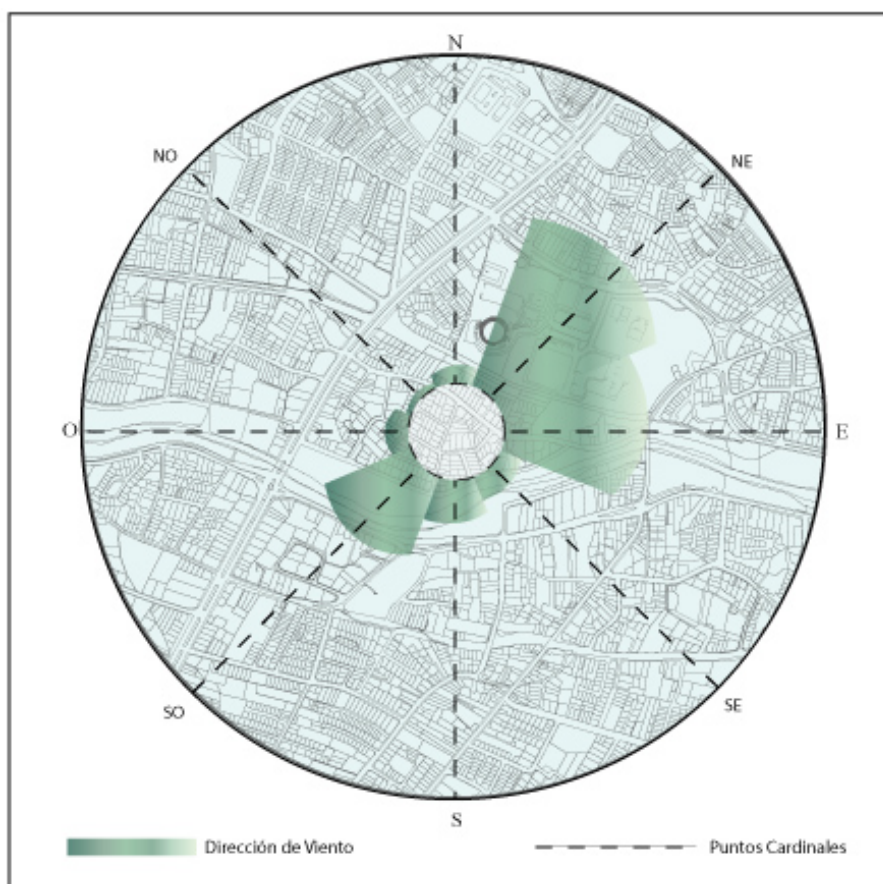 N
NO
NE
O
E
SO
SE
S
Dirección de Viento
Puntos Cardinales